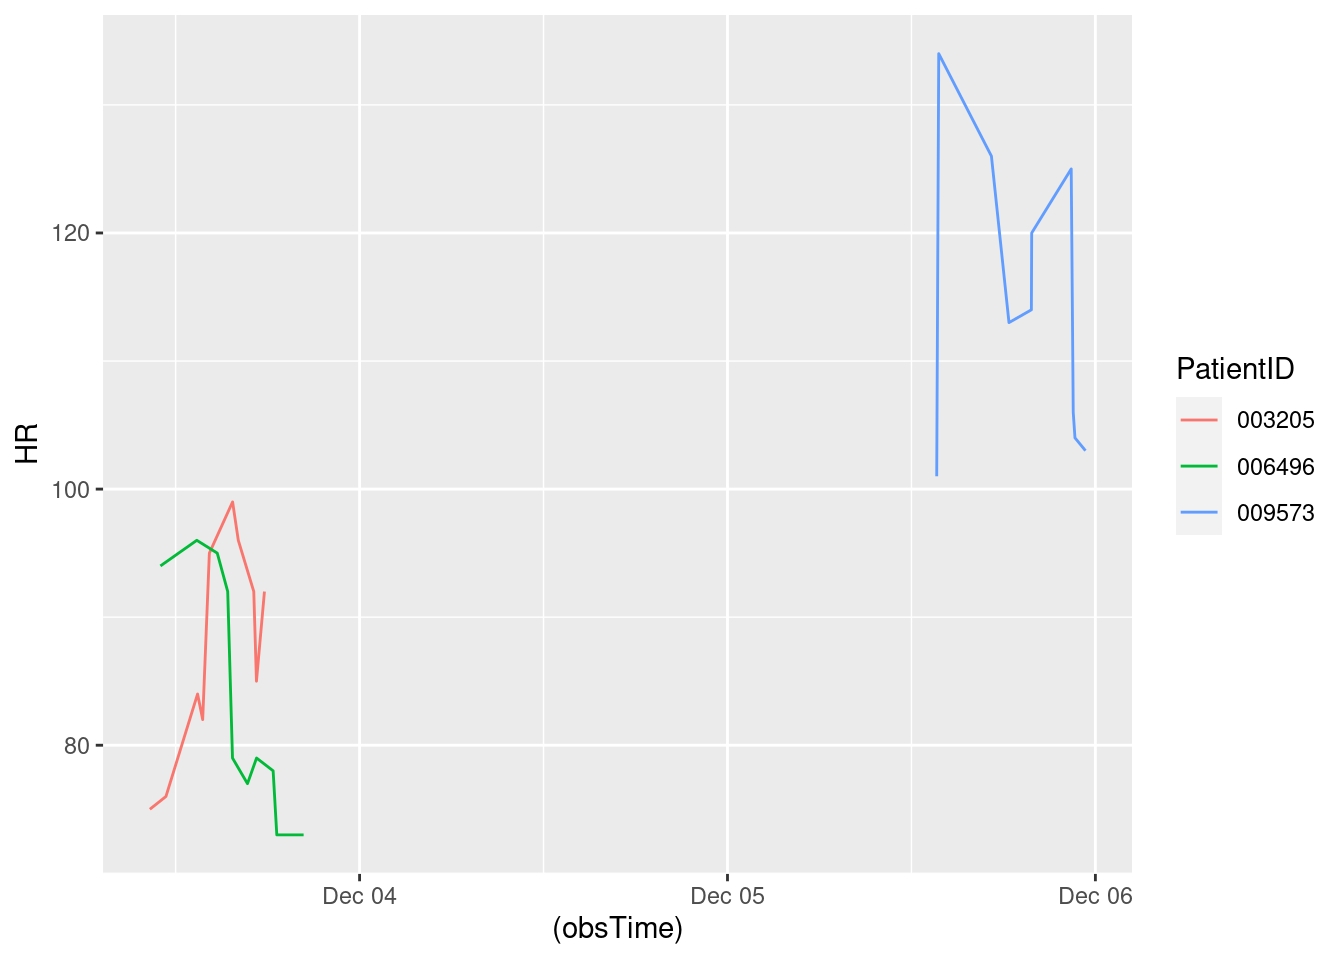 120
100
80
HR
Dec 04
Dec 05
Dec 06
(obsTime)
PatientID
003205
006496
009573